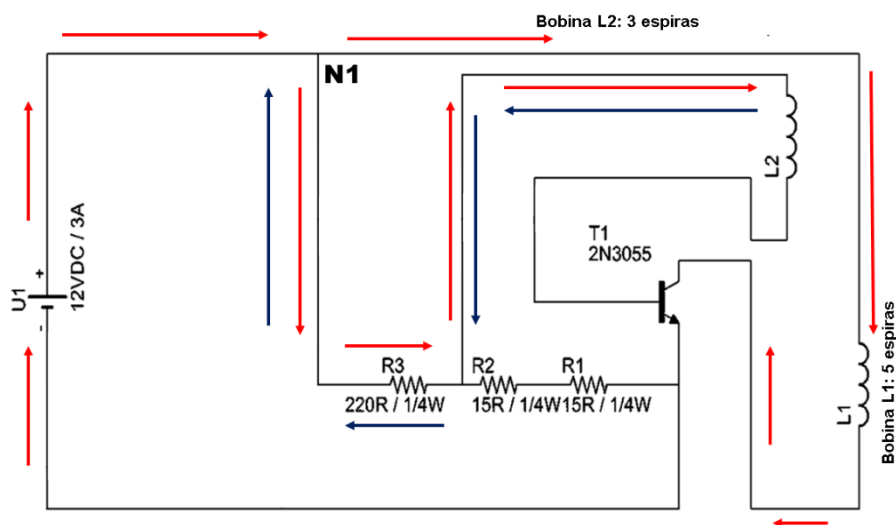 Bobina L2: 3 espiras
N1
L2
T1
2N3055
U1
+
-
12VDC / 3A
R3
R2
R1
220R / 1/4W
15R / 1/4W
15R / 1/4W
L1
Bobina L1: 5 espiras